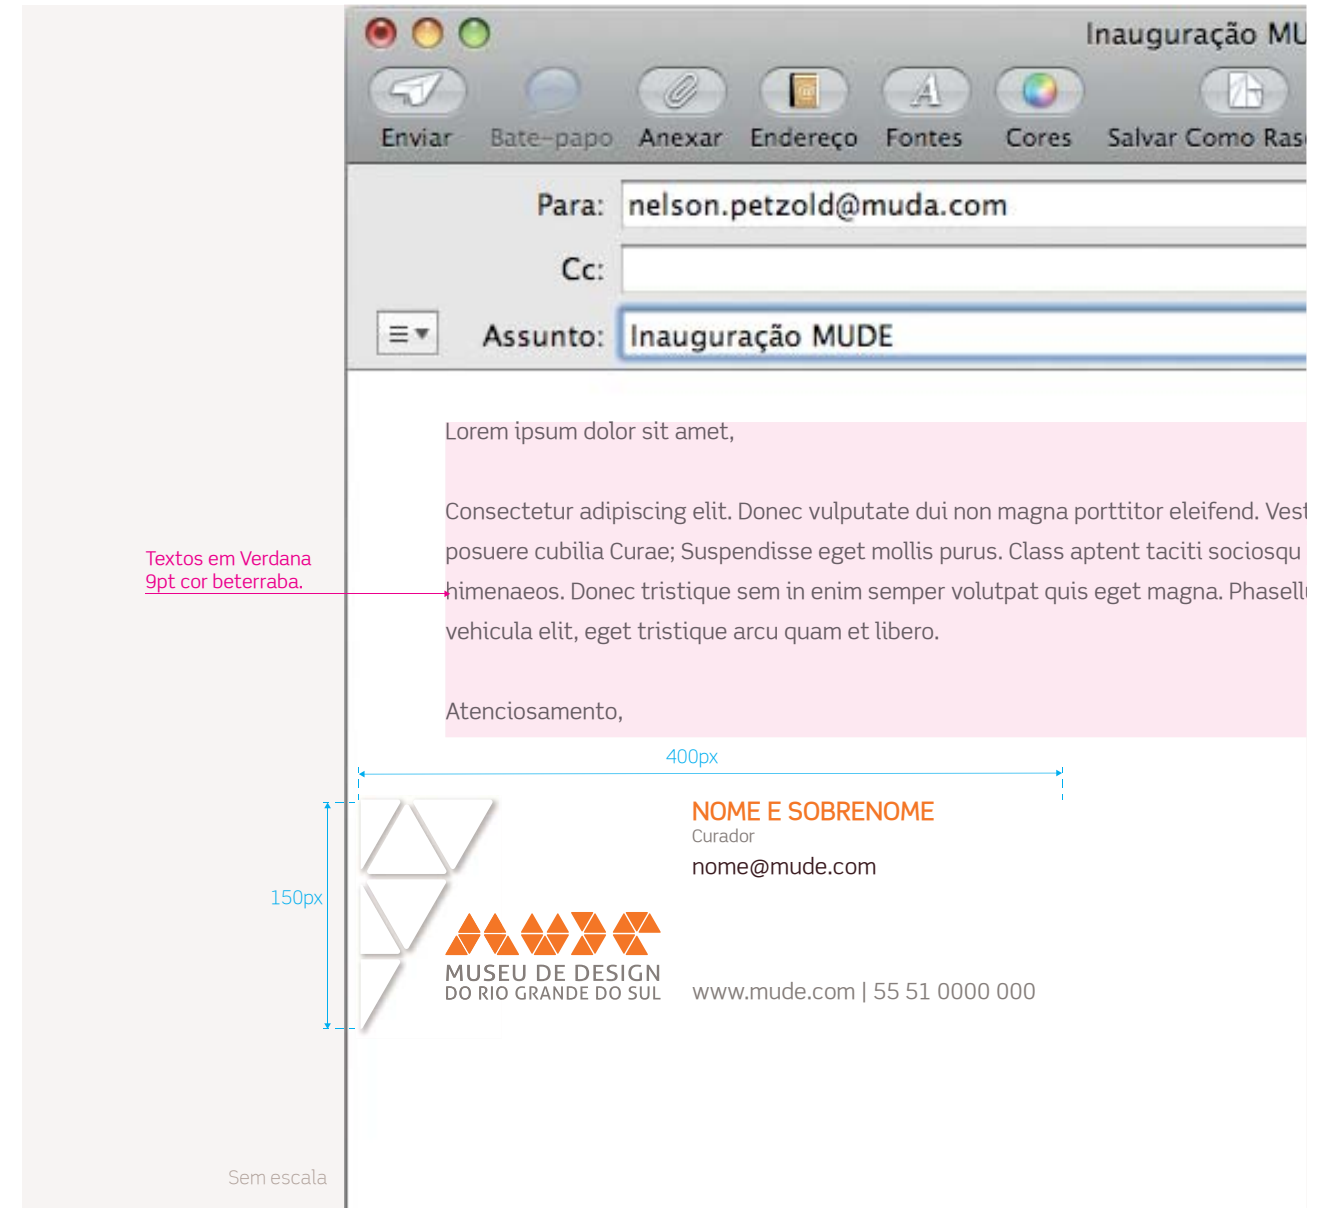 Inauguração MU
Enviar Bate-papo Anexar Endereço Fontes Cores Salvar Como Ras
Para: nelson.petzold@muda.com
Cc:
Assunto: Inauguração MUDE
Lorem ipsum dolor sit amet,
Consectetur adipiscing elit. Donec vulputate dui non magna porttitor eleifend. Vest
posuere cubilia Curae; Suspendisse eget mollis purus. Class aptent taciti sociosqu
himenaeos. Donec tristique sem in enim semper volutpat quis eget magna. Phasell
vehicula elit, eget tristique arcu quam et libero.
Atenciosamento,
Textos em Verdana
9pt cor beterraba.
400px
150px
NOME E SOBRENOME
Curador
nome@mude.com
MUDE
MUSEU DE DESIGN
DO RIO GRANDE DO SUL
www.mude.com | 55 51 0000 000
Sem escala